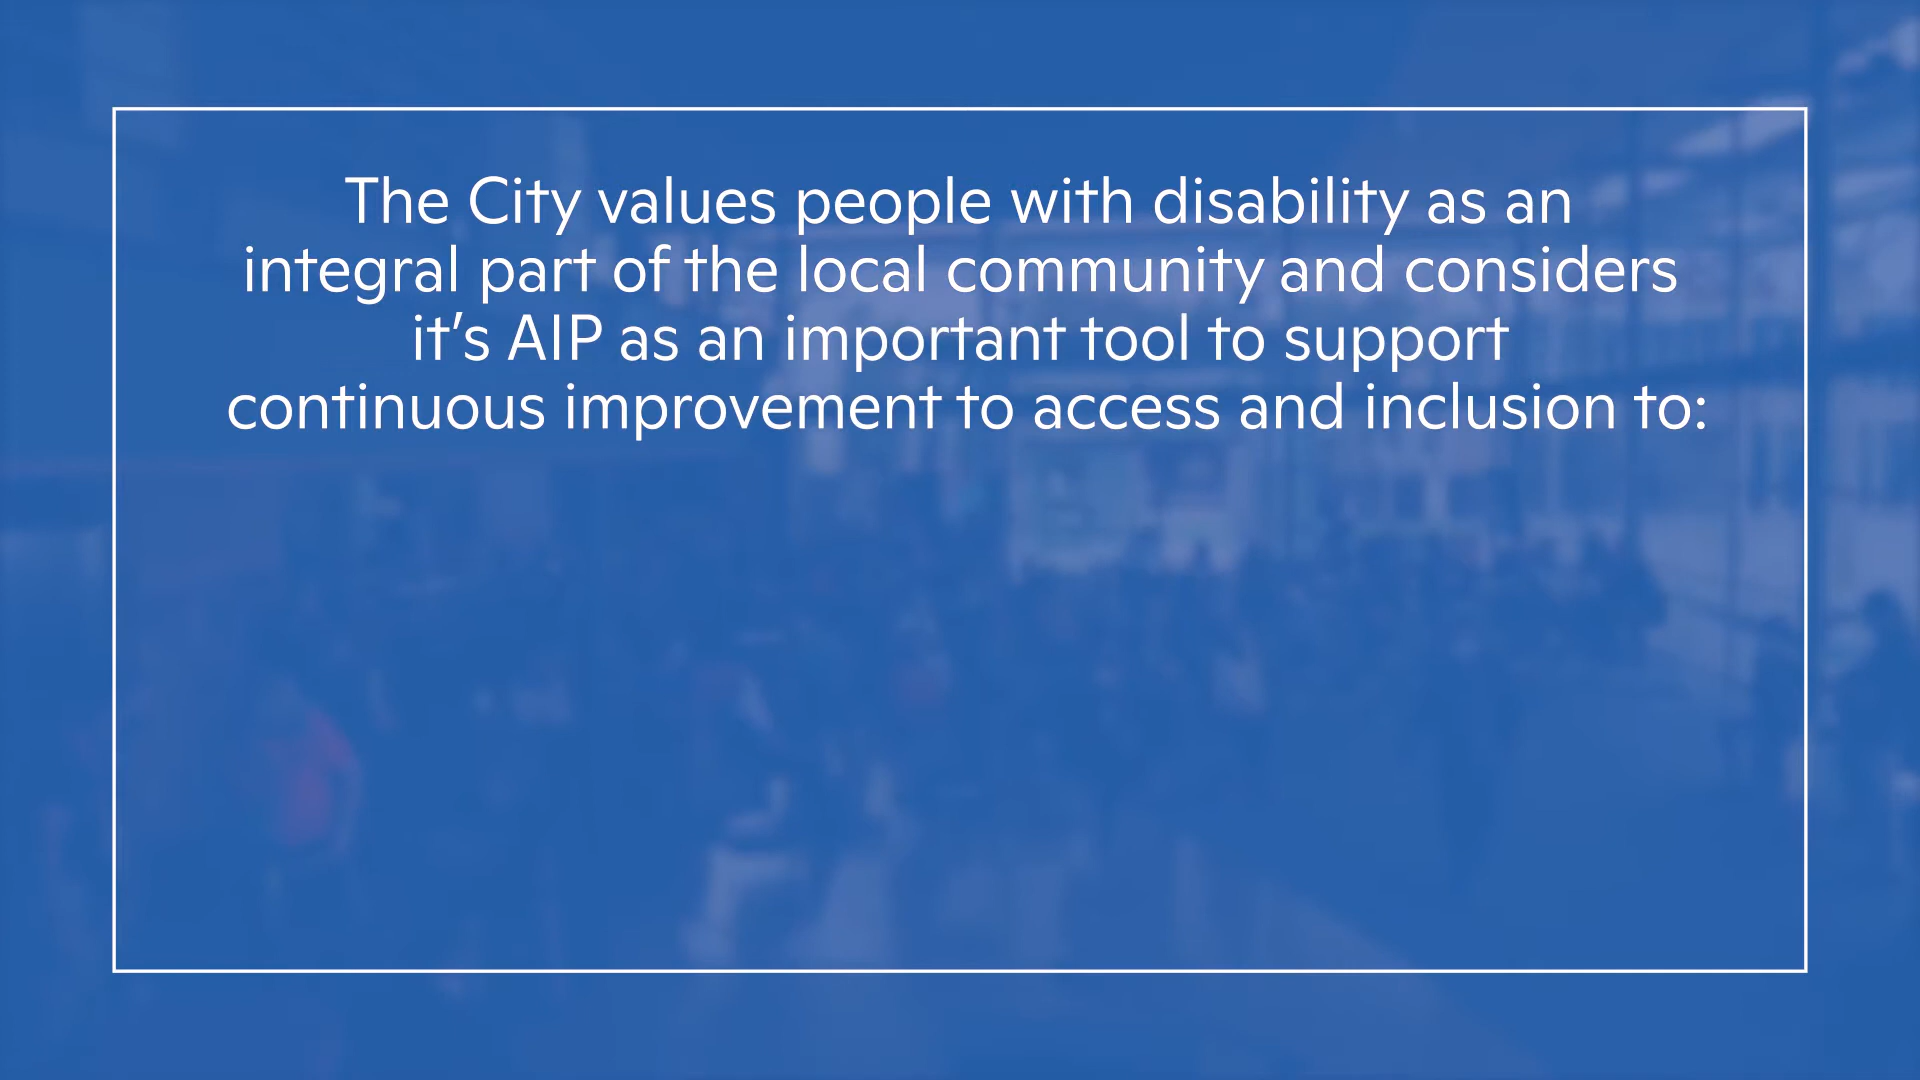 The City values people with disability as an
integral part of the local community and considers
it’s AIP as an important tool to support
continuous improvement to access and inclusion to: